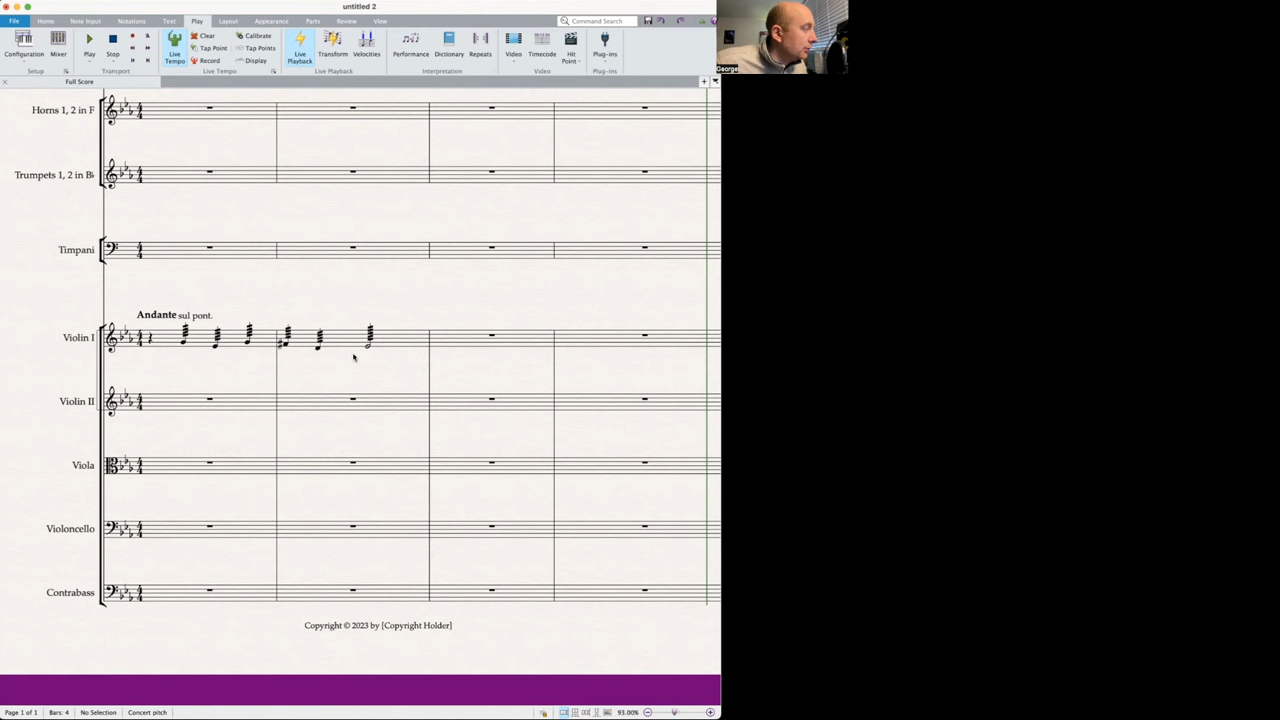 untitled 2
File Home Note Input Notations Text Play Layout Appearance Parts Review View Command Search
Configuration Mixer Play Stop Live Tempo Clear Tap Point Record Calibrate Tap Points Display Live Playback Transform Velocities Performance Dictionary Repeats Video Timecode Hit Point Plug-ins
Setup Transport Live Tempo Live Playback Interpretation Video Plug-ins
George
Full Score
Horns 1, 2 in F
Trumpets 1, 2 in B♭
Timpani
Andante sul pont.
Violin I
Violin II
Viola
Violoncello
Contrabass
Copyright © 2023 by [Copyright Holder]
Page 1 of 1 Bars: 4 No Selection Concert pitch 93.00%